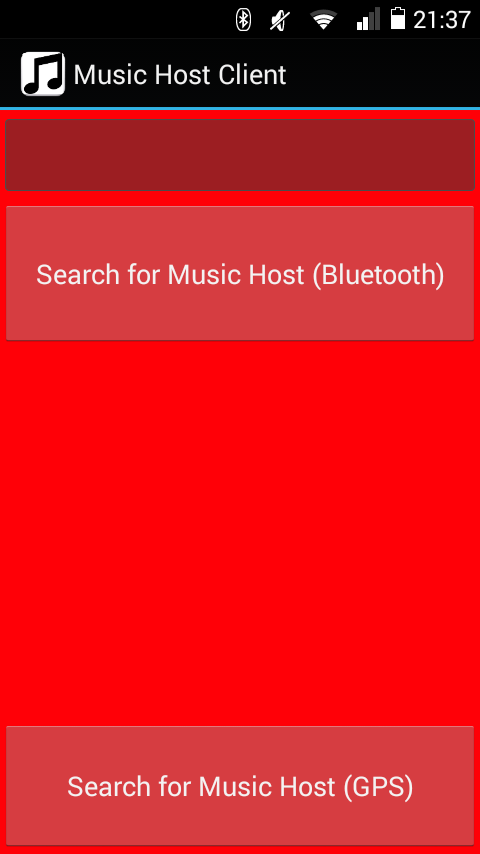 21:37
Music Host Client
Search for Music Host (Bluetooth)
Search for Music Host (GPS)